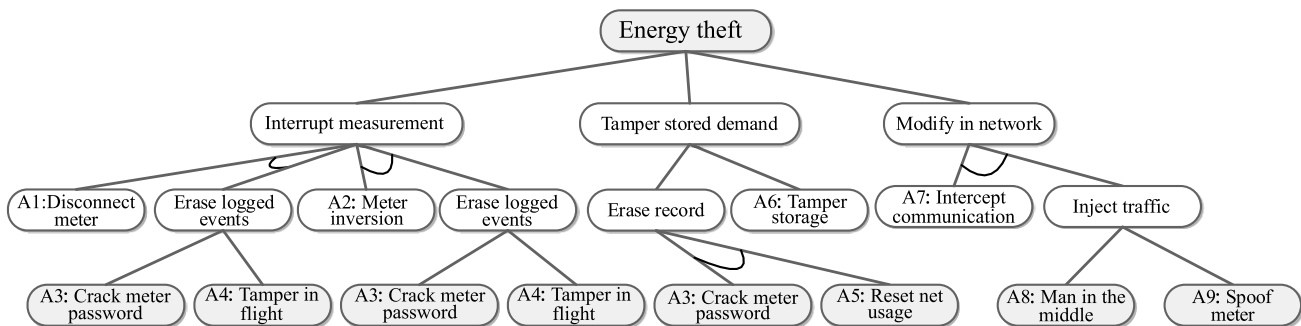 Energy theft
Interrupt measurement
Tamper stored demand
Modify in network
A1:Disconnect
meter
Erase logged
events
A2: Meter
inversion
Erase logged
events
Erase record
A6: Tamper
storage
A7: Intercept
communication
Inject traffic
A3: Crack meter
password
A4: Tamper in
flight
A3: Crack meter
password
A4: Tamper in
flight
A3: Crack meter
password
A5: Reset net
usage
A8: Man in the
middle
A9: Spoof
meter